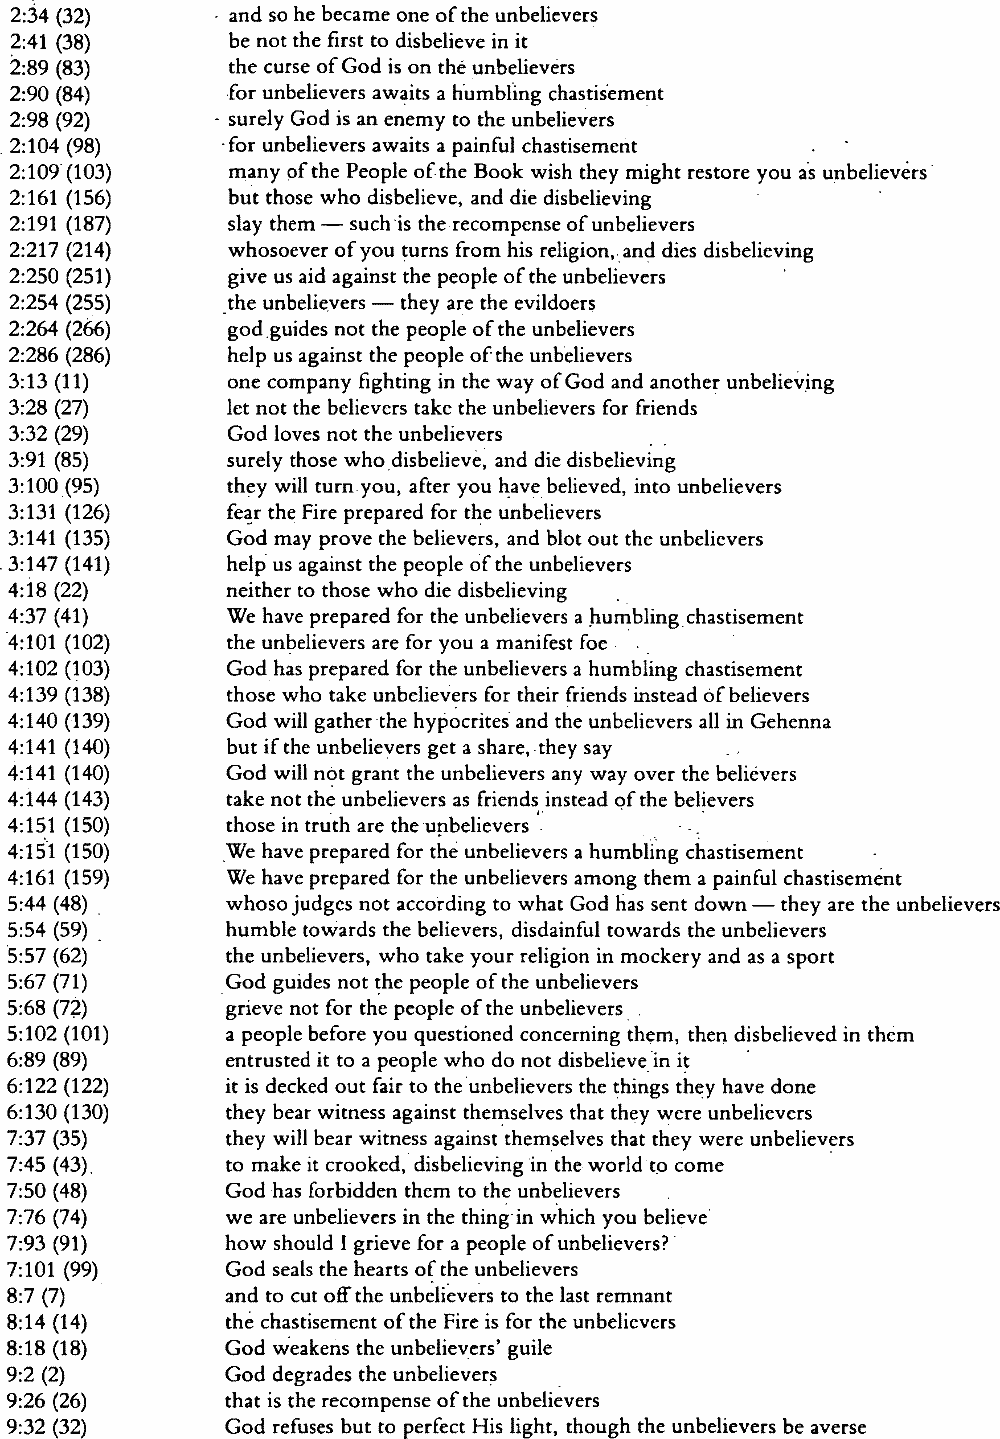 2:34 (32) and so he became one of the unbelievers
2:41 (38) be not the first to disbelieve in it
2:89 (83) the curse of God is on the unbelievers
2:90 (84) for unbelievers awaits a humbling chastisement
2:98 (92) surely God is an enemy to the unbelievers
2:104 (98) for unbelievers awaits a painful chastisement
2:109 (103) many of the People of the Book wish they might restore you as unbelievers
2:161 (156) but those who disbelieve, and die disbelieving
2:191 (187) slay them — such is the recompense of unbelievers
2:217 (214) whosoever of you turns from his religion, and dies disbelieving
2:250 (251) give us aid against the people of the unbelievers
2:254 (255) the unbelievers — they are the evildoers
2:264 (266) god guides not the people of the unbelievers
2:286 (286) help us against the people of the unbelievers
3:13 (11) one company fighting in the way of God and another unbelieving
3:28 (27) let not the believers take the unbelievers for friends
3:32 (29) God loves not the unbelievers
3:91 (85) surely those who disbelieve, and die disbelieving
3:100 (95) they will turn you, after you have believed, into unbelievers
3:131 (126) fear the Fire prepared for the unbelievers
3:141 (135) God may prove the believers, and blot out the unbelievers
3:147 (141) help us against the people of the unbelievers
4:18 (22) neither to those who die disbelieving
4:37 (41) We have prepared for the unbelievers a humbling chastisement
4:101 (102) the unbelievers are for you a manifest foe
4:102 (103) God has prepared for the unbelievers a humbling chastisement
4:139 (138) those who take unbelievers for their friends instead of believers
4:140 (139) God will gather the hypocrites and the unbelievers all in Gehenna
4:141 (140) but if the unbelievers get a share, they say
4:141 (140) God will not grant the unbelievers any way over the believers
4:144 (143) take not the unbelievers as friends instead of the believers
4:151 (150) those in truth are the unbelievers
4:151 (150) We have prepared for the unbelievers a humbling chastisement
4:161 (159) We have prepared for the unbelievers among them a painful chastisement
5:44 (48) whoso judges not according to what God has sent down — they are the unbelievers
5:54 (59) humble towards the believers, disdainful towards the unbelievers
5:57 (62) the unbelievers, who take your religion in mockery and as a sport
5:67 (71) God guides not the people of the unbelievers
5:68 (72) grieve not for the people of the unbelievers
5:102 (101) a people before you questioned concerning them, then disbelieved in them
6:89 (89) entrusted it to a people who do not disbelieve in it
6:122 (122) it is decked out fair to the unbelievers the things they have done
6:130 (130) they bear witness against themselves that they were unbelievers
7:37 (35) they will bear witness against themselves that they were unbelievers
7:45 (43) to make it crooked, disbelieving in the world to come
7:50 (48) God has forbidden them to the unbelievers
7:76 (74) we are unbelievers in the thing in which you believe
7:93 (91) how should I grieve for a people of unbelievers?
7:101 (99) God seals the hearts of the unbelievers
8:7 (7) and to cut off the unbelievers to the last remnant
8:14 (14) the chastisement of the Fire is for the unbelievers
8:18 (18) God weakens the unbelievers' guile
9:2 (2) God degrades the unbelievers
9:26 (26) that is the recompense of the unbelievers
9:32 (32) God refuses but to perfect His light, though the unbelievers be averse